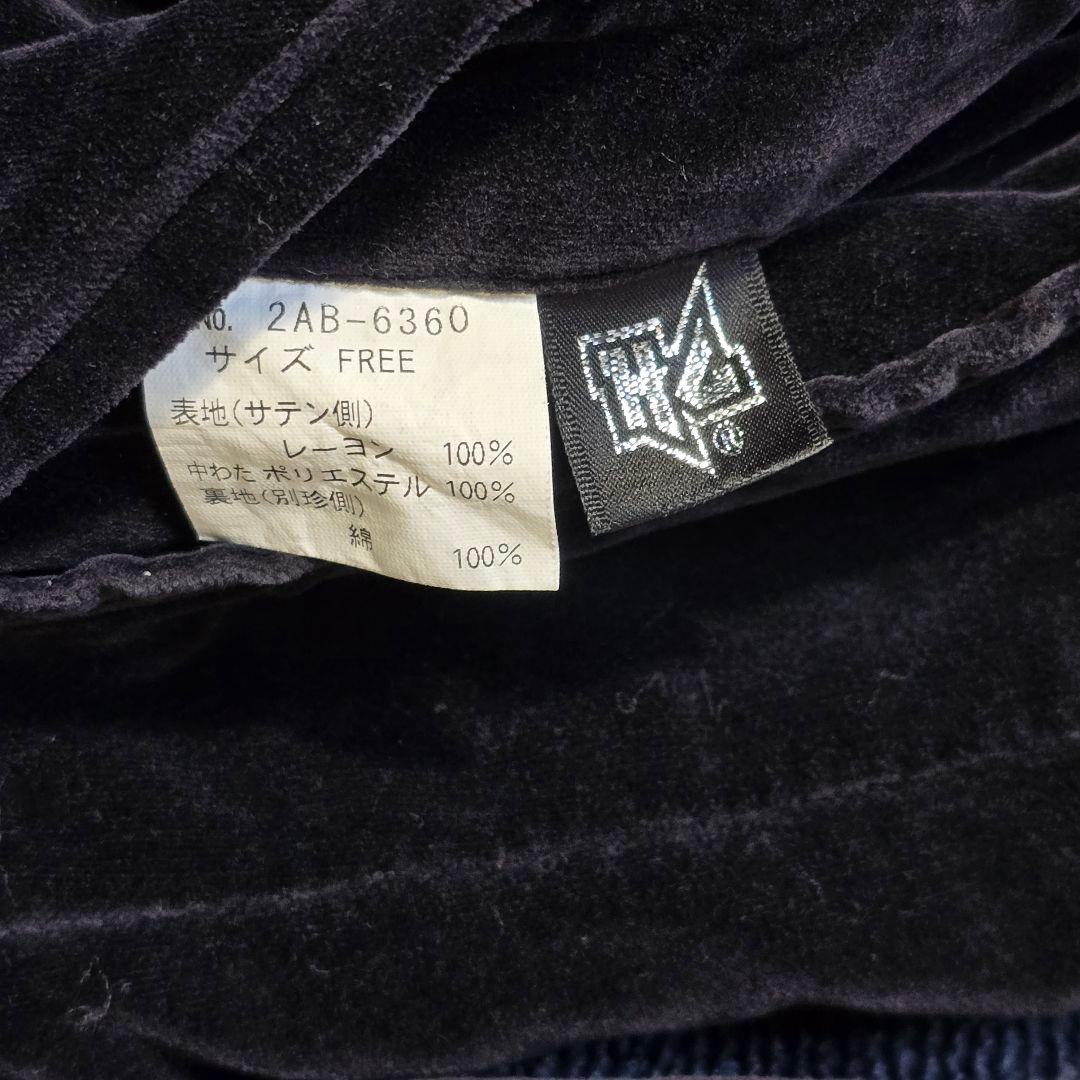 No. 2AB-6360
サイズ FREE
表地(サテン側)
レーヨン 100%
中わた ポリエステル 100%
裏地(別珍側)
綿 100%